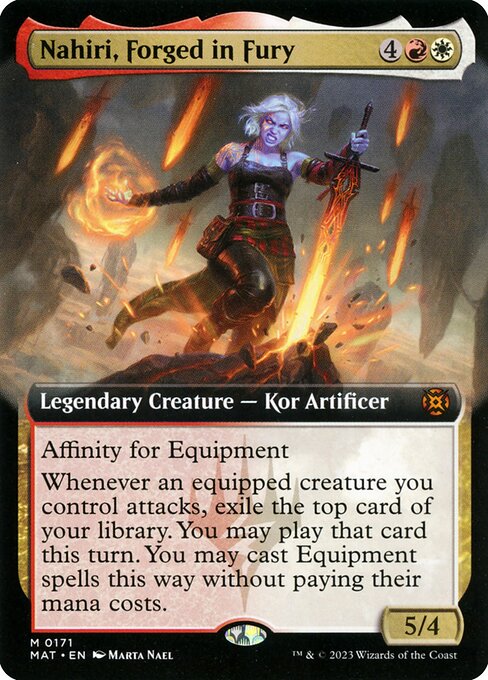 Nahiri, Forged in Fury 4
Legendary Creature — Kor Artificer
Affinity for Equipment
Whenever an equipped creature you
control attacks, exile the top card of
your library. You may play that card
this turn. You may cast Equipment
spells this way without paying their
mana costs.
5/4
M 0171
MAT • EN Marta Nael
™ & © 2023 Wizards of the Coast